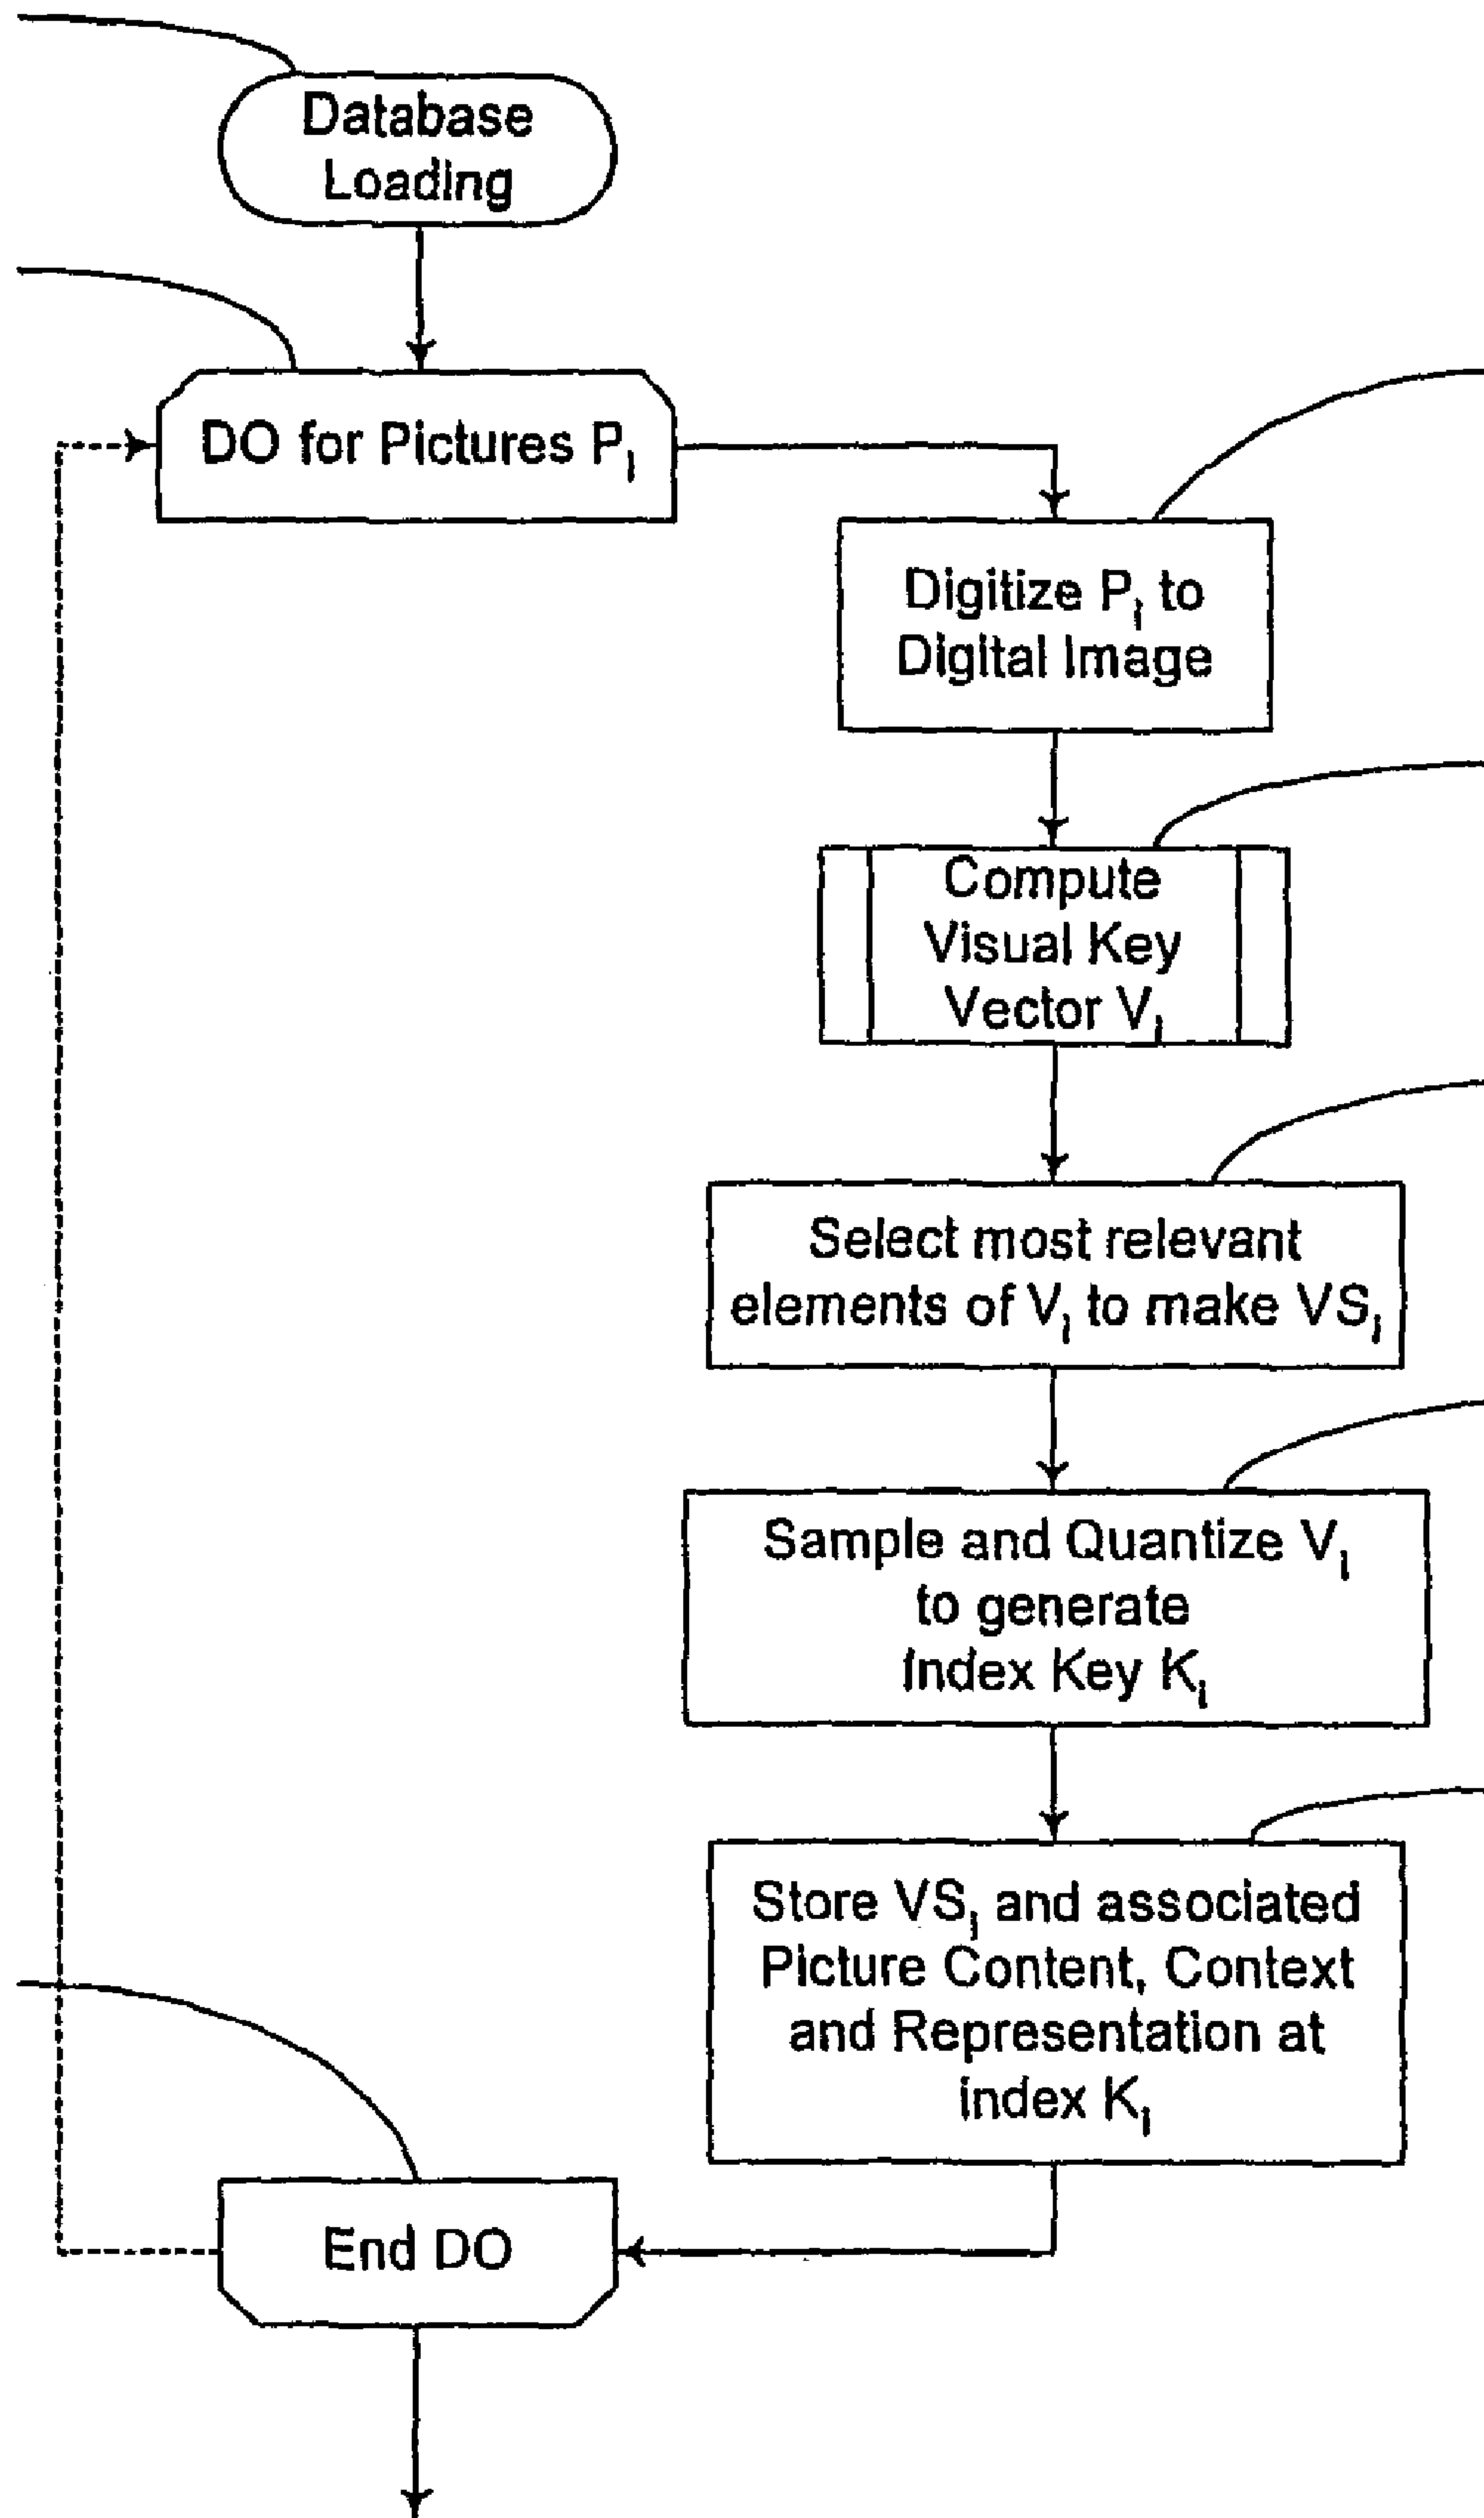 Database
Loading
DO for Pictures Pi
Digitize Pi to
Digital Image
Compute
Visual Key
Vector Vi
Select most relevant
elements of Vi to make VSi
Sample and Quantize Vi
to generate
Index Key Ki
Store VSi and associated
Picture Content, Context
and Representation at
index Ki
End DO